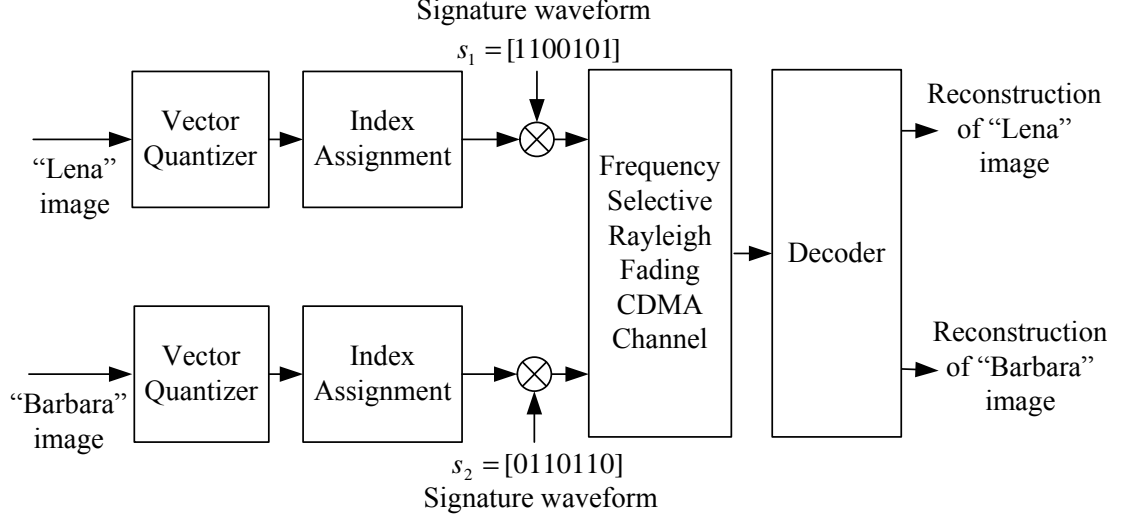 Signature waveform
s₁ = [1100101]
Vector
Quantizer
Index
Assignment
"Lena"
image
Frequency
Selective
Rayleigh
Fading
CDMA
Channel
Decoder
Reconstruction
of "Lena"
image
Vector
Quantizer
Index
Assignment
"Barbara"
image
Reconstruction
of "Barbara"
image
s₂ = [0110110]
Signature waveform